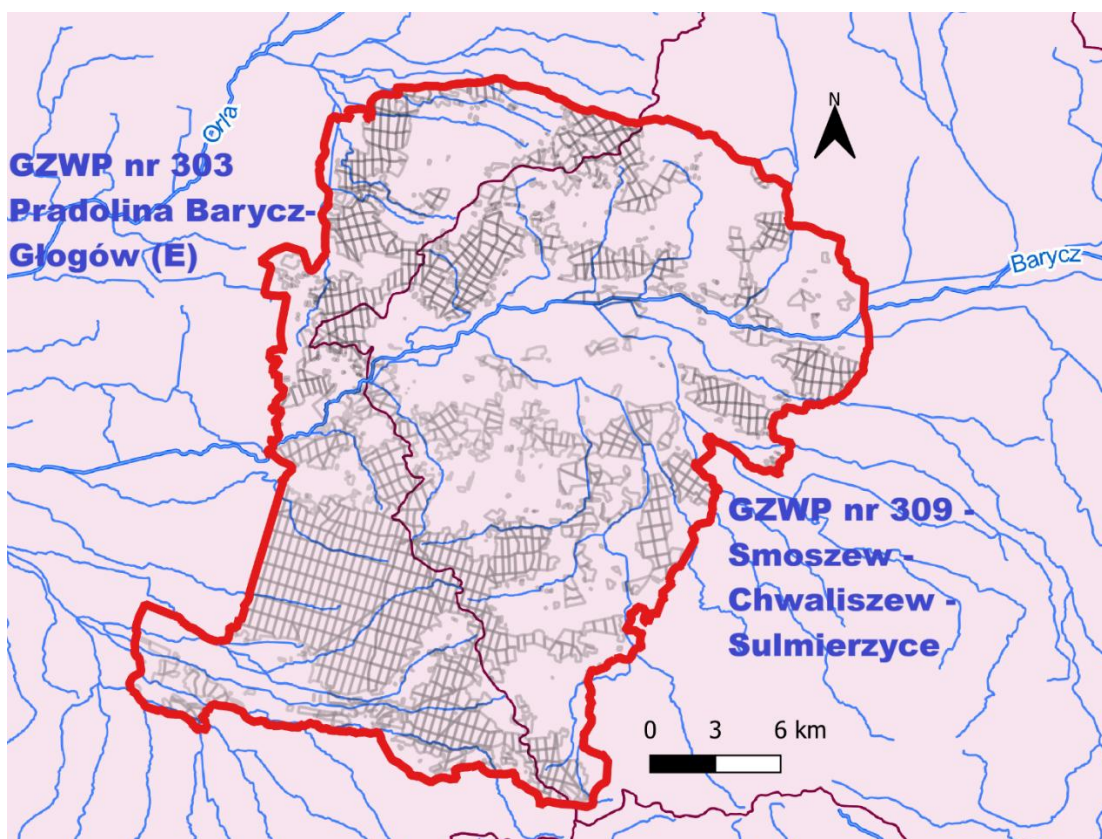 N
Orla
GZWP nr 303
Pradolina Barycz-
Głogów (E)
Barycz
GZWP nr 309 -
Smoszew -
Chwaliszew -
Sulmierzyce
0 3 6 km